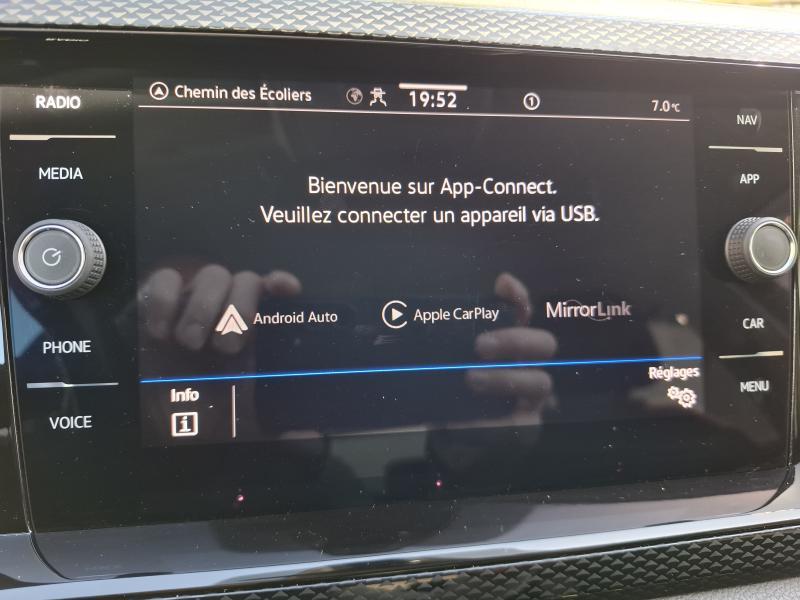 RADIO
MEDIA
PHONE
VOICE
Chemin des Écoliers 19:52 1 7.0°C
Bienvenue sur App-Connect.
Veuillez connecter un appareil via USB.
Android Auto Apple CarPlay MirrorLink
Réglages
Info
i
NAV
APP
CAR
MENU